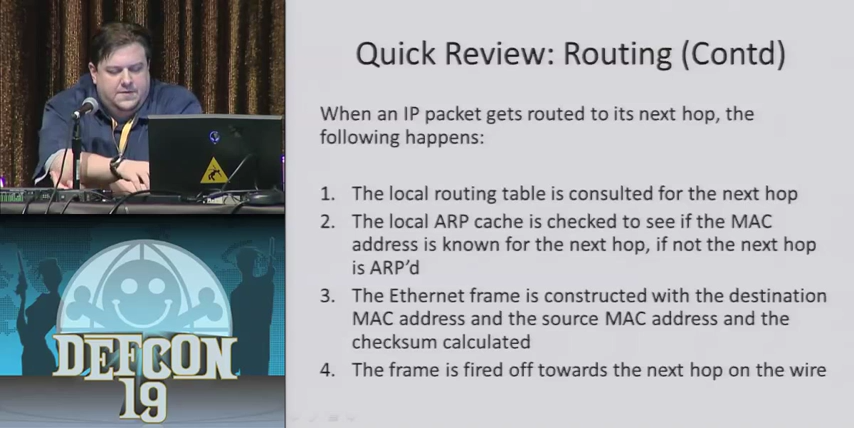 Quick Review: Routing (Contd)
When an IP packet gets routed to its next hop, the
following happens:
1. The local routing table is consulted for the next hop
2. The local ARP cache is checked to see if the MAC
address is known for the next hop, if not the next hop
is ARP'd
3. The Ethernet frame is constructed with the destination
MAC address and the source MAC address and the
checksum calculated
4. The frame is fired off towards the next hop on the wire
DEFCON
19